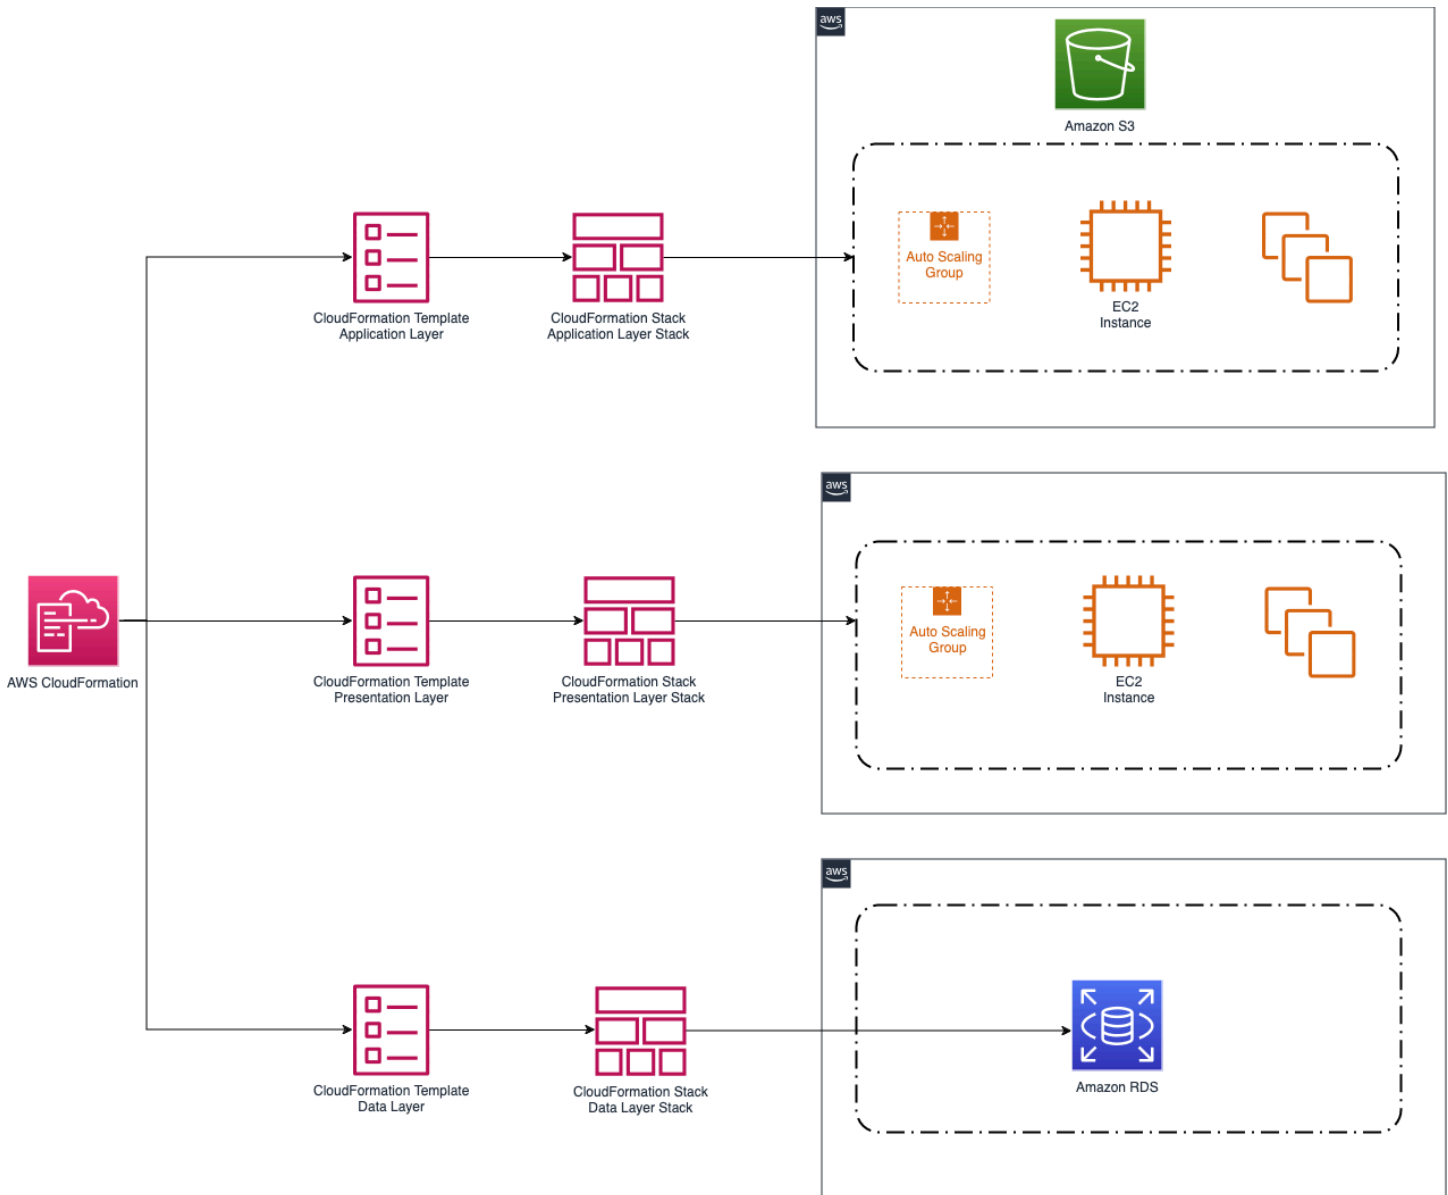 aws
Amazon S3
Auto Scaling
Group
EC2
Instance
CloudFormation Template
Application Layer
CloudFormation Stack
Application Layer Stack
aws
Auto Scaling
Group
EC2
Instance
AWS CloudFormation
CloudFormation Template
Presentation Layer
CloudFormation Stack
Presentation Layer Stack
aws
Amazon RDS
CloudFormation Template
Data Layer
CloudFormation Stack
Data Layer Stack